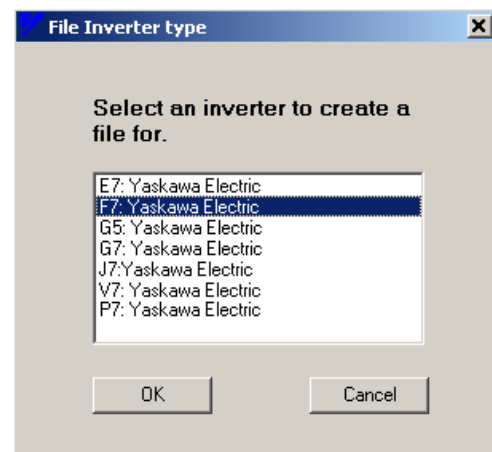 File Inverter type
Select an inverter to create a
file for.
E7: Yaskawa Electric
F7: Yaskawa Electric
G5: Yaskawa Electric
G7: Yaskawa Electric
J7:Yaskawa Electric
V7: Yaskawa Electric
P7: Yaskawa Electric
OK
Cancel